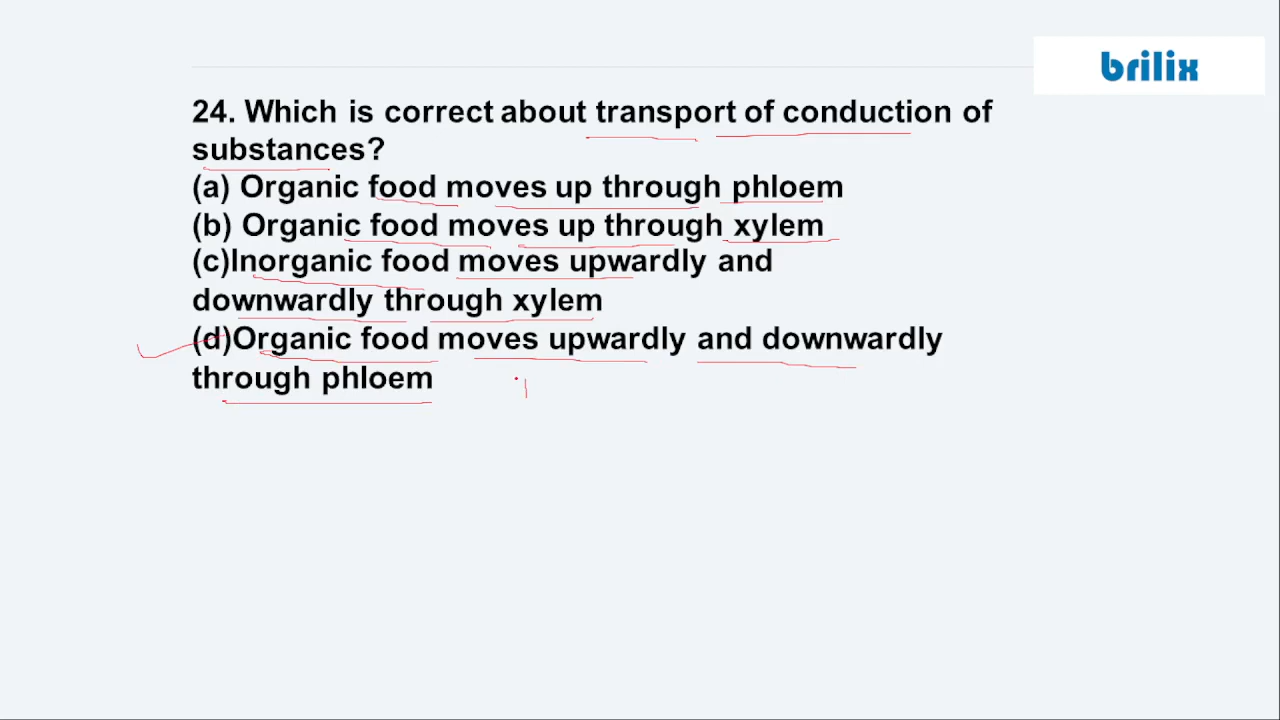 brilix
24. Which is correct about transport of conduction of
substances?
(a) Organic food moves up through phloem
(b) Organic food moves up through xylem
(c)Inorganic food moves upwardly and
downwardly through xylem
(d)Organic food moves upwardly and downwardly
through phloem